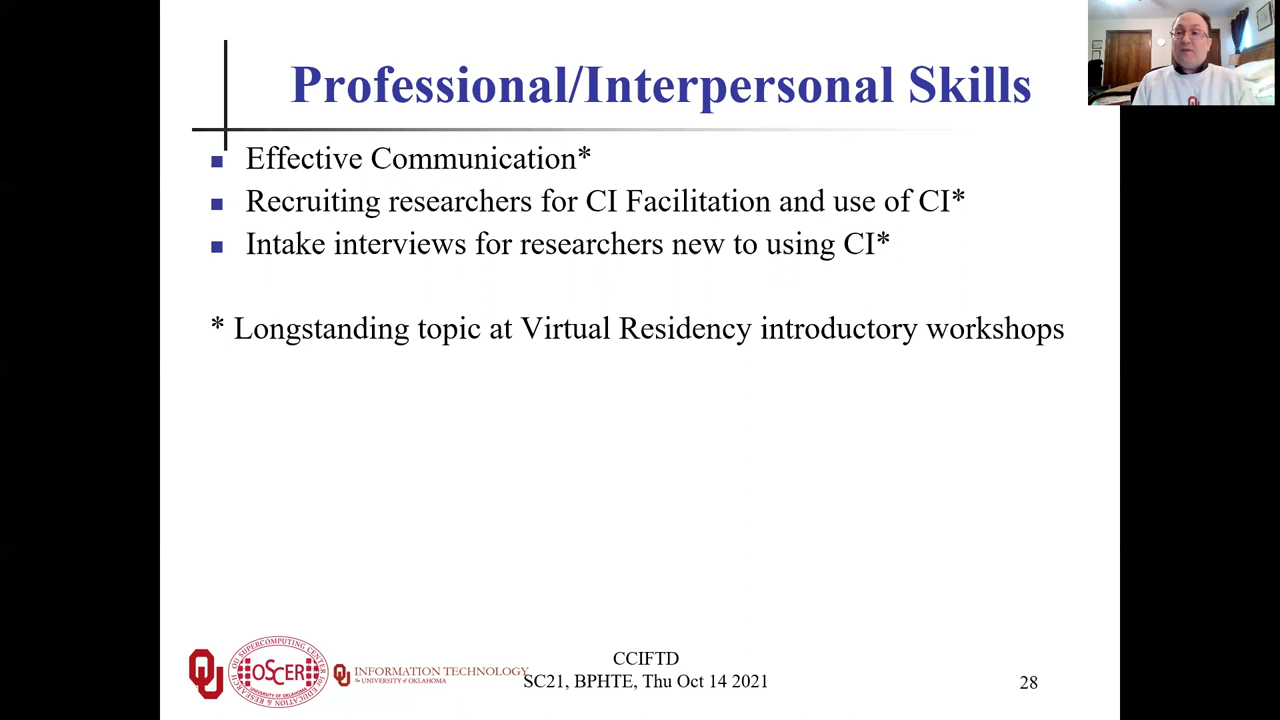 Professional/Interpersonal Skills
Effective Communication*
Recruiting researchers for CI Facilitation and use of CI*
Intake interviews for researchers new to using CI*
* Longstanding topic at Virtual Residency introductory workshops
OU SUPERCOMPUTING CENTER FOR EDUCATION & RESEARCH
OSCER
UNIVERSITY OF OKLAHOMA
INFORMATION TECHNOLOGY
The UNIVERSITY of OKLAHOMA
CCIFTD
SC21, BPHTE, Thu Oct 14 2021
28